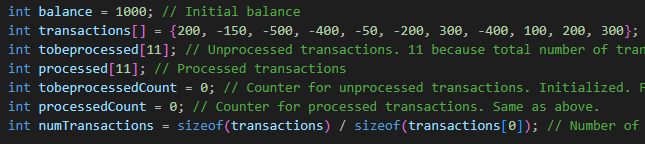 int balance = 1000; // Initial balance
int transactions[] = {200, -150, -500, -400, -50, -200, 300, -400, 100, 200, 300};
int tobeprocessed[11]; // Unprocessed transactions. 11 because total number of tran
int processed[11]; // Processed transactions
int tobeprocessedCount = 0; // Counter for unprocessed transactions. Initialized. F
int processedCount = 0; // Counter for processed transactions. Same as above.
int numTransactions = sizeof(transactions) / sizeof(transactions[0]); // Number of